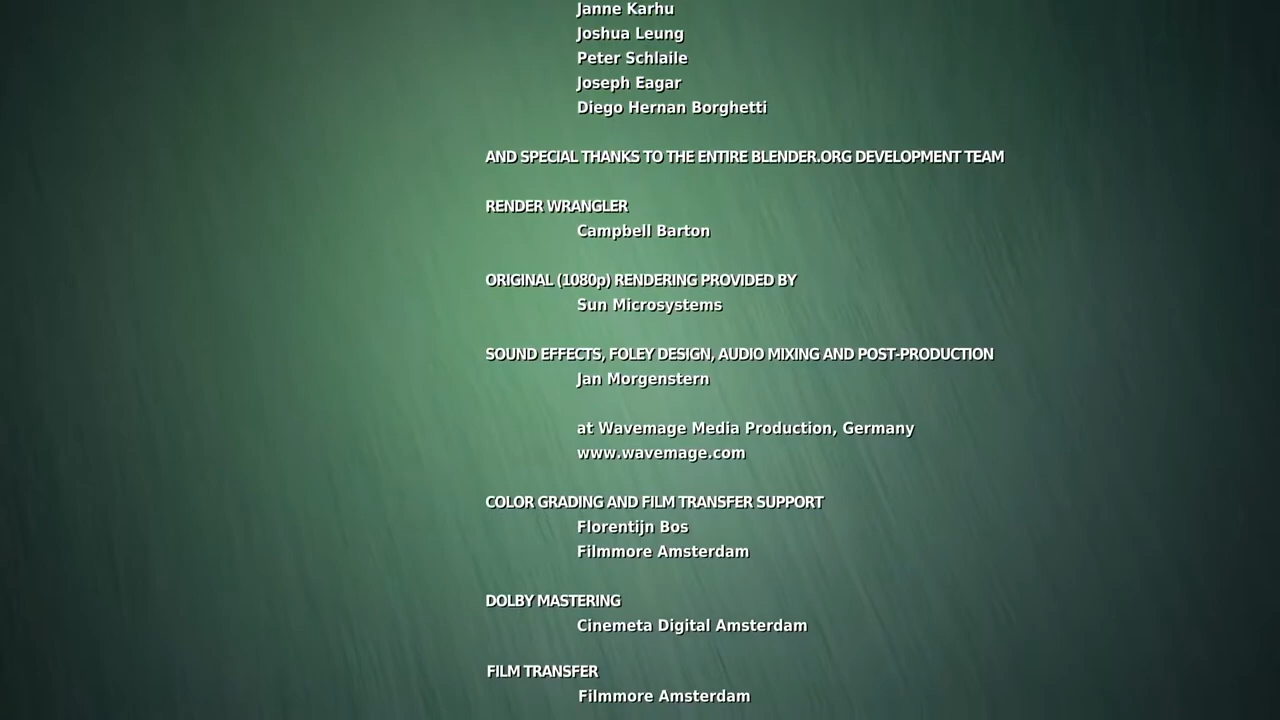 Janne Karhu
Joshua Leung
Peter Schlaile
Joseph Eagar
Diego Hernan Borghetti
AND SPECIAL THANKS TO THE ENTIRE BLENDER.ORG DEVELOPMENT TEAM
RENDER WRANGLER
Campbell Barton
ORIGINAL (1080p) RENDERING PROVIDED BY
Sun Microsystems
SOUND EFFECTS, FOLEY DESIGN, AUDIO MIXING AND POST-PRODUCTION
Jan Morgenstern
at Wavemage Media Production, Germany
www.wavemage.com
COLOR GRADING AND FILM TRANSFER SUPPORT
Florentijn Bos
Filmmore Amsterdam
DOLBY MASTERING
Cinemeta Digital Amsterdam
FILM TRANSFER
Filmmore Amsterdam